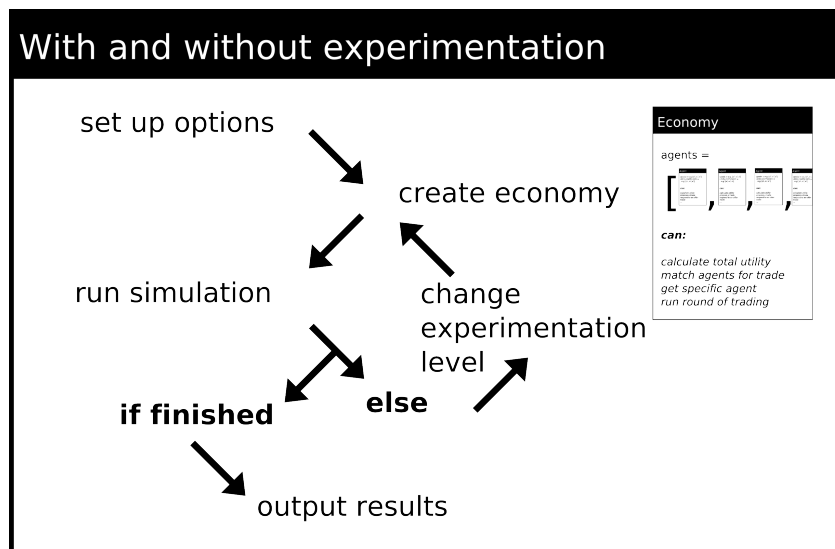 With and without experimentation
set up options
create economy
run simulation
change
experimentation
level
if finished
else
output results
Economy
agents =
[ , , ,
can:
calculate total utility
match agents for trade
get specific agent
run round of trading